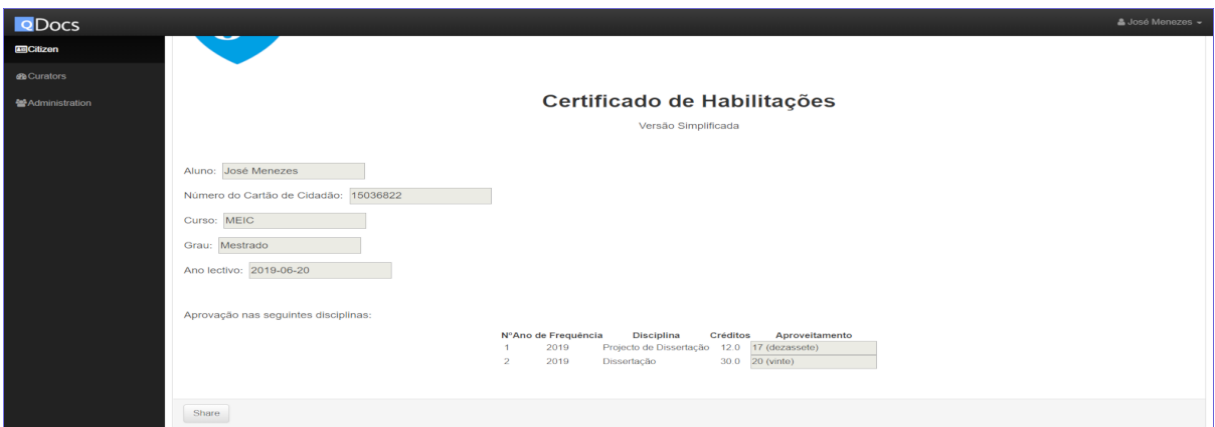 QDocs
José Menezes
Citizen
Curators
Administration
Certificado de Habilitações
Versão Simplificada
Aluno: José Menezes
Número do Cartão de Cidadão: 15036822
Curso: MEIC
Grau: Mestrado
Ano lectivo: 2019-06-20
Aprovação nas seguintes disciplinas:
Nº Ano de Frequência Disciplina Créditos Aproveitamento
1 2019 Projecto de Dissertação 12.0 17 (dezassete)
2 2019 Dissertação 30.0 20 (vinte)
Share